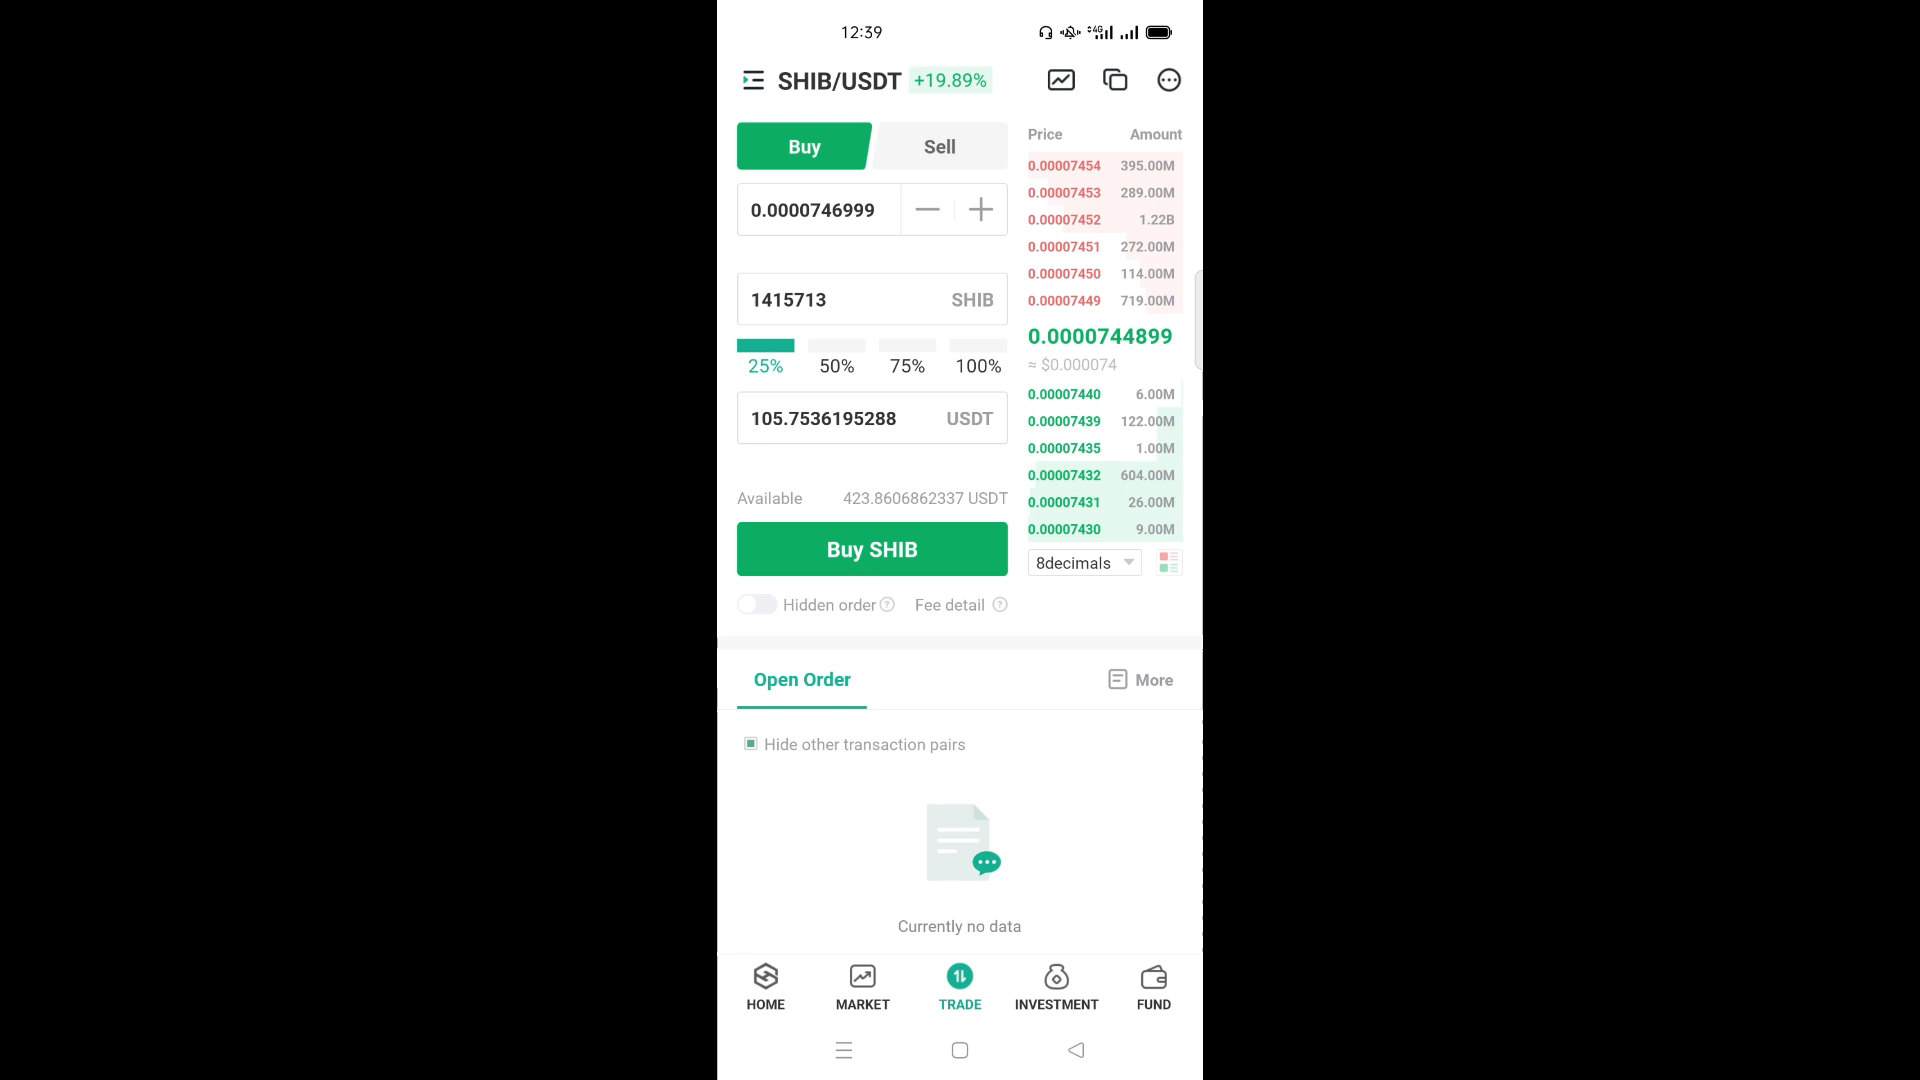 12:39
4G
SHIB/USDT +19.89%
Buy Sell
0.0000746999
1415713 SHIB
25% 50% 75% 100%
105.7536195288 USDT
Available 423.8606862337 USDT
Buy SHIB
Hidden order ? Fee detail ?
Price Amount
0.00007454 395.00M
0.00007453 289.00M
0.00007452 1.22B
0.00007451 272.00M
0.00007450 114.00M
0.00007449 719.00M
0.0000744899
≈ $0.000074
0.00007440 6.00M
0.00007439 122.00M
0.00007435 1.00M
0.00007432 604.00M
0.00007431 26.00M
0.00007430 9.00M
8decimals
Open Order More
Hide other transaction pairs
Currently no data
HOME MARKET TRADE INVESTMENT FUND